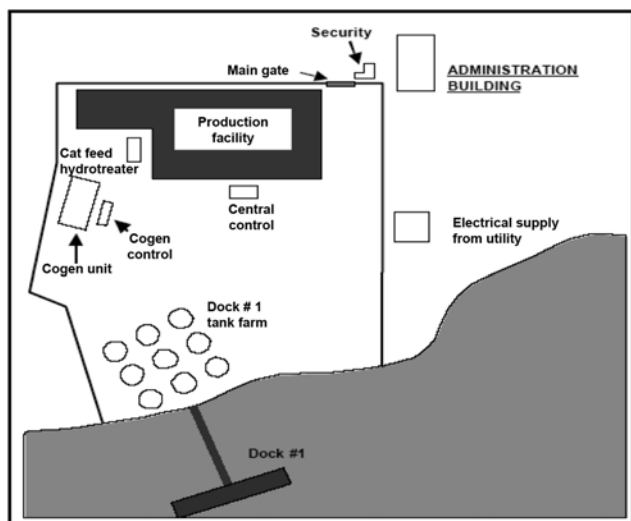 Security
Main gate
ADMINISTRATION
BUILDING
Production
facility
Cat feed
hydrotreater
Central
control
Cogen
control
Cogen unit
Electrical supply
from utility
Dock # 1
tank farm
Dock #1